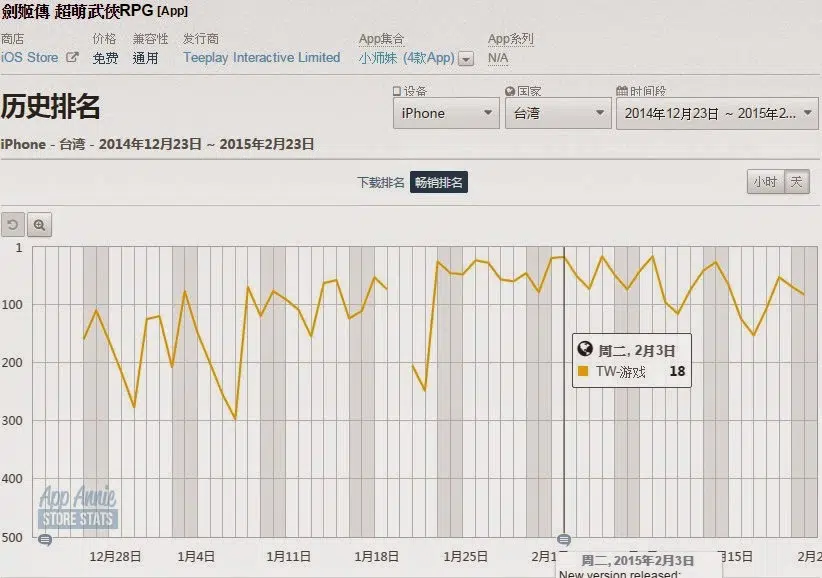 劍姬傳 超萌武俠RPG [App]
商店 价格 兼容性 发行商 App集合 App系列
iOS Store 免费 通用 Teeplay Interactive Limited 小师妹 (4款App) N/A
历史排名
设备 国家 时间段
iPhone 台湾 2014年12月23日 ~ 2015年2...
iPhone - 台湾 - 2014年12月23日 ~ 2015年2月23日
下载排名 畅销排名 小时 天
1
100
200
300
400
500
周二, 2月3日
TW-游戏 18
App Annie
STORE STATS
12月28日 1月4日 1月11日 1月18日 1月25日 2月1 15日 2月2
周二, 2015年2月3日
New version released: